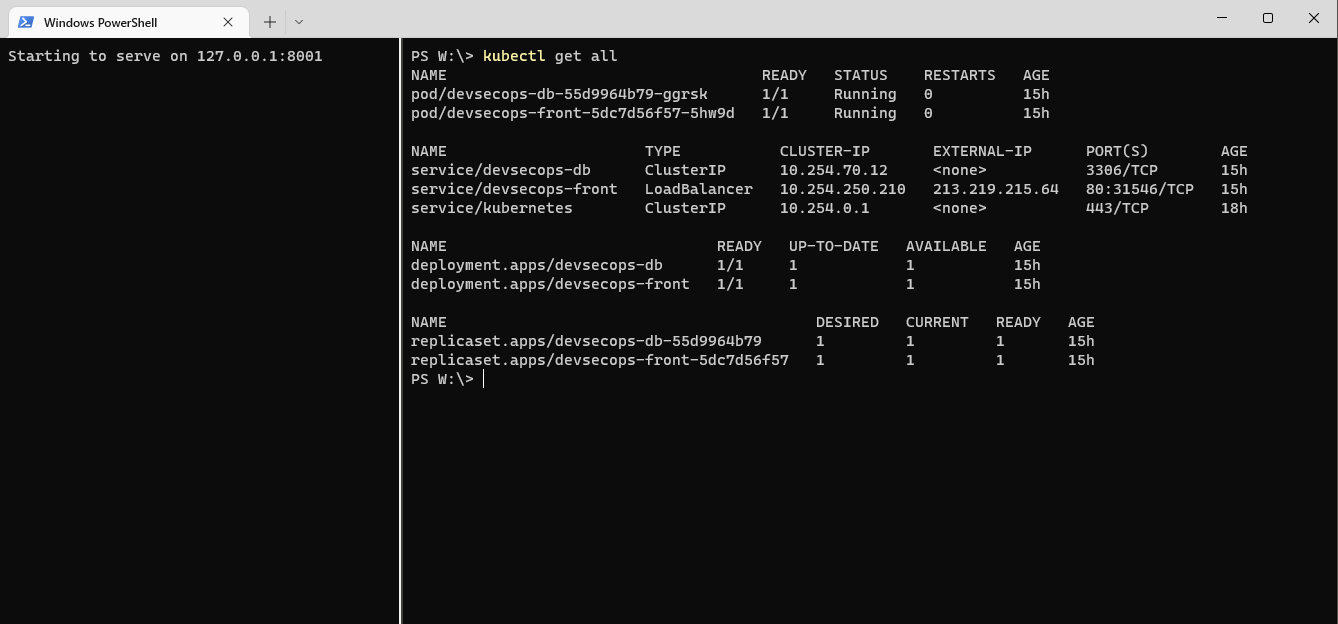 Windows PowerShell
Starting to serve on 127.0.0.1:8001
PS W:\> kubectl get all
NAME READY STATUS RESTARTS AGE
pod/devsecops-db-55d9964b79-ggrsk 1/1 Running 0 15h
pod/devsecops-front-5dc7d56f57-5hw9d 1/1 Running 0 15h
NAME TYPE CLUSTER-IP EXTERNAL-IP PORT(S) AGE
service/devsecops-db ClusterIP 10.254.70.12 <none> 3306/TCP 15h
service/devsecops-front LoadBalancer 10.254.250.210 213.219.215.64 80:31546/TCP 15h
service/kubernetes ClusterIP 10.254.0.1 <none> 443/TCP 18h
NAME READY UP-TO-DATE AVAILABLE AGE
deployment.apps/devsecops-db 1/1 1 1 15h
deployment.apps/devsecops-front 1/1 1 1 15h
NAME DESIRED CURRENT READY AGE
replicaset.apps/devsecops-db-55d9964b79 1 1 1 15h
replicaset.apps/devsecops-front-5dc7d56f57 1 1 1 15h
PS W:\>